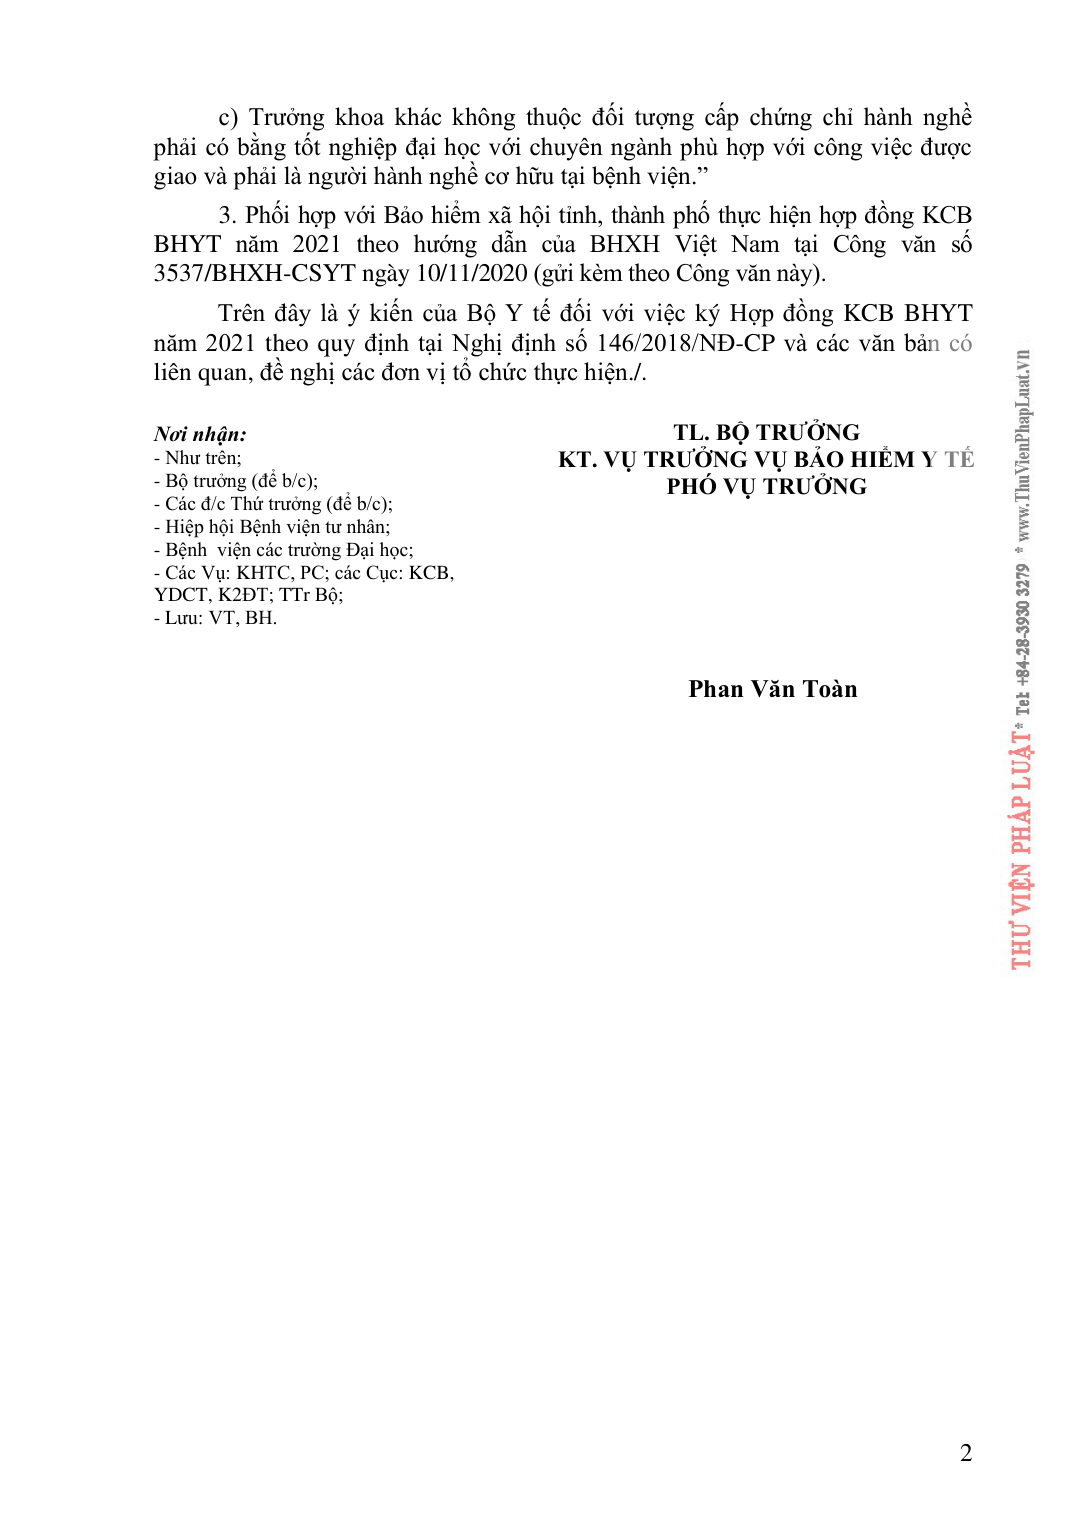 c) Trưởng khoa khác không thuộc đối tượng cấp chứng chỉ hành nghề
phải có bằng tốt nghiệp đại học với chuyên ngành phù hợp với công việc được
giao và phải là người hành nghề cơ hữu tại bệnh viện.”
3. Phối hợp với Bảo hiểm xã hội tỉnh, thành phố thực hiện hợp đồng KCB
BHYT năm 2021 theo hướng dẫn của BHXH Việt Nam tại Công văn số
3537/BHXH-CSYT ngày 10/11/2020 (gửi kèm theo Công văn này).
Trên đây là ý kiến của Bộ Y tế đối với việc ký Hợp đồng KCB BHYT
năm 2021 theo quy định tại Nghị định số 146/2018/NĐ-CP và các văn bản có
liên quan, đề nghị các đơn vị tổ chức thực hiện./.
Nơi nhận:
- Như trên;
- Bộ trưởng (để b/c);
- Các đ/c Thứ trưởng (để b/c);
- Hiệp hội Bệnh viện tư nhân;
- Bệnh  viện các trường Đại học;
- Các Vụ: KHTC, PC; các Cục: KCB,
YDCT, K2ĐT; TTr Bộ;
- Lưu: VT, BH.
TL. BỘ TRƯỞNG
KT. VỤ TRƯỞNG VỤ BẢO HIỂM Y TẾ
PHÓ VỤ TRƯỞNG
Phan Văn Toàn
THƯ VIỆN PHÁP LUẬT* Tel: +84-28-3930 3279 * www.ThuVienPhapLuat.vn
2